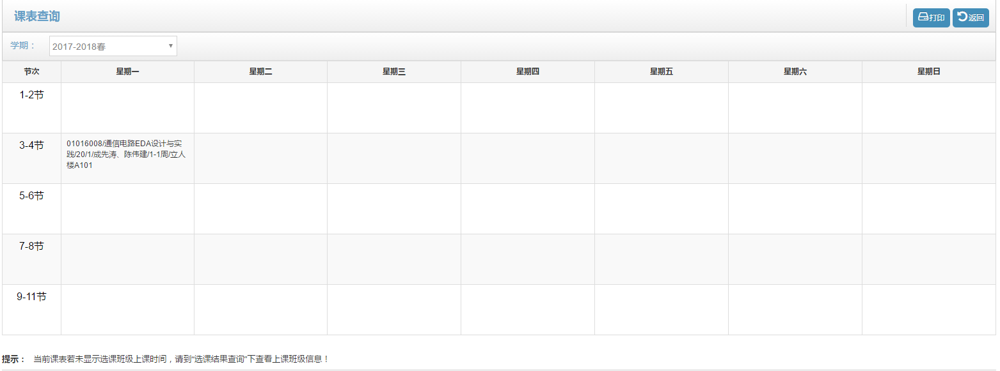 课表查询
打印 返回
学期： 2017-2018春
节次 星期一 星期二 星期三 星期四 星期五 星期六 星期日
1-2节
3-4节
01016008/通信电路EDA设计与实
践/20/1/成先涛、陈伟建/1-1周/立人
楼A101
5-6节
7-8节
9-11节
提示： 当前课表若未显示选课班级上课时间，请到“选课结果查询”下查看上课班级信息！